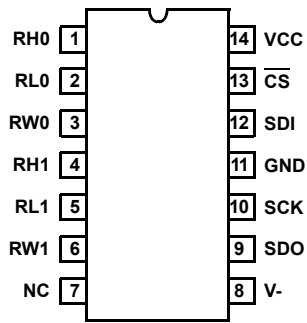 RH0 1 14 VCC
RL0 2 13 C̅S̅
RW0 3 12 SDI
RH1 4 11 GND
RL1 5 10 SCK
RW1 6 9 SDO
NC 7 8 V-